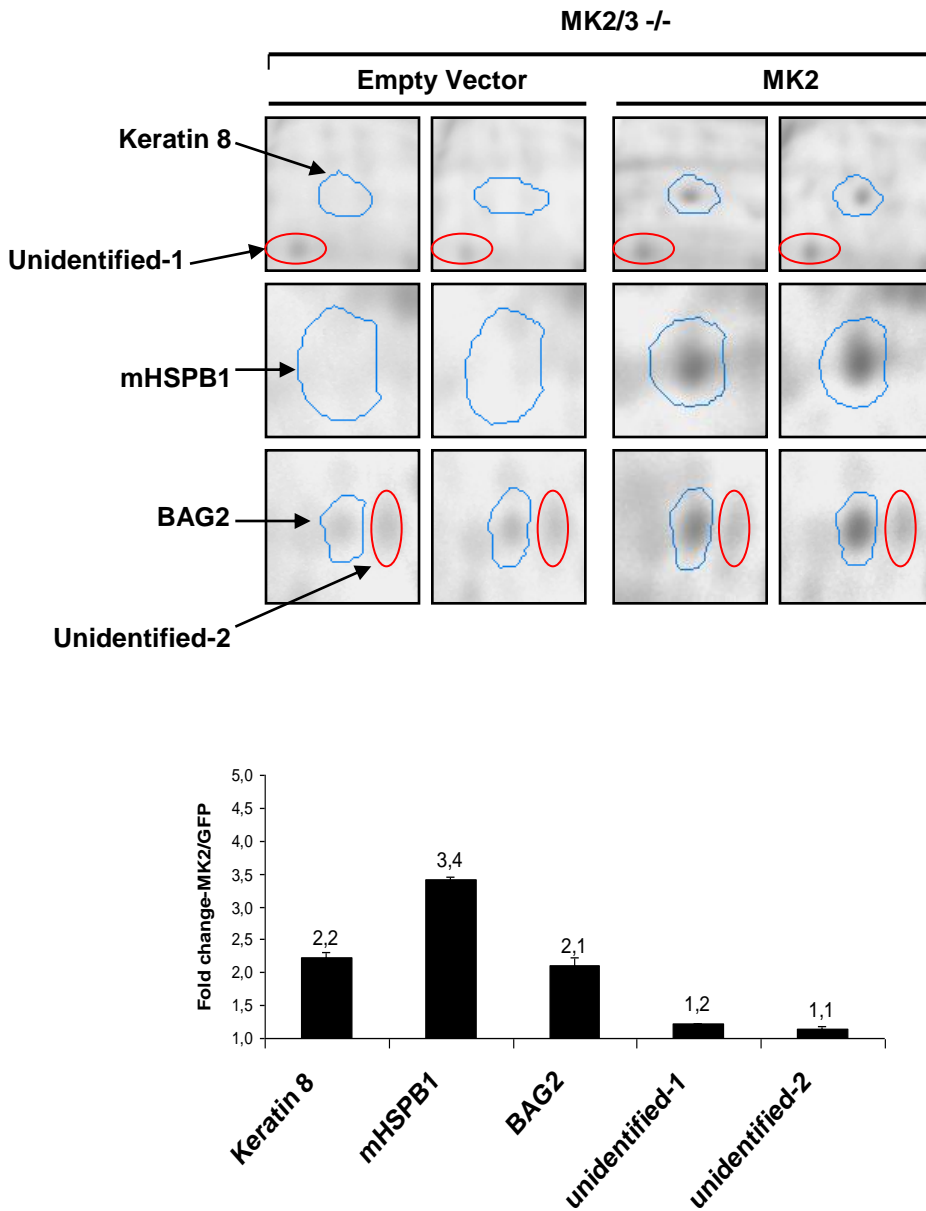 MK2/3 -/-
Empty Vector
MK2
Keratin 8
Unidentified-1
mHSPB1
BAG2
Unidentified-2
Fold change-MK2/GFP
5,0
4,5
4,0
3,5
3,0
2,5
2,0
1,5
1,0
2,2
3,4
2,1
1,2
1,1
Keratin 8
mHSPB1
BAG2
unidentified-1
unidentified-2